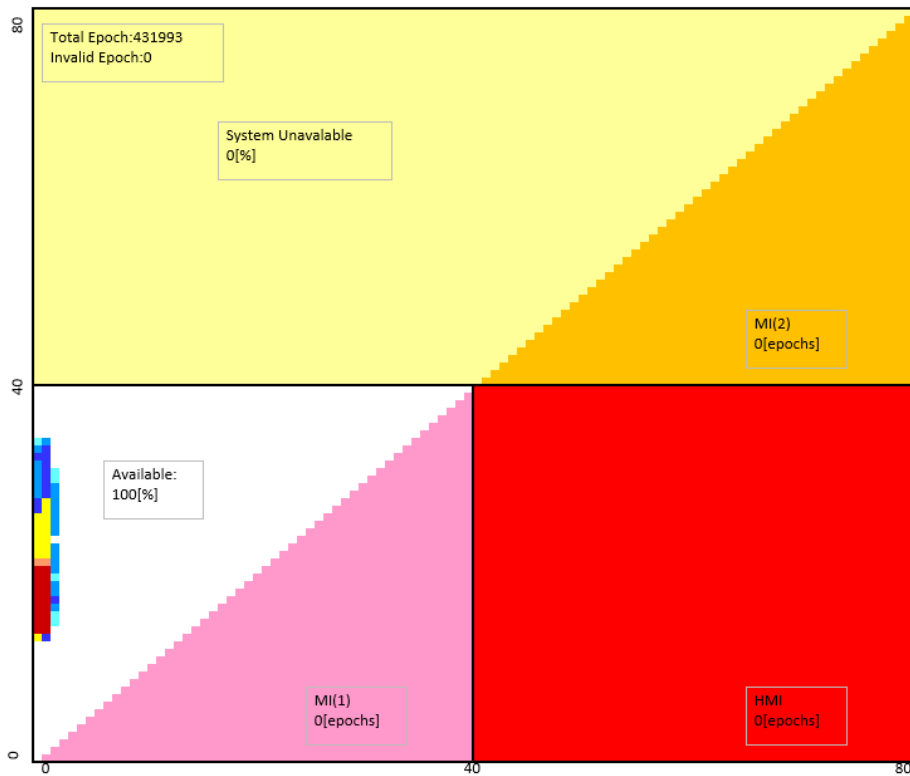 80
Total Epoch:431993
Invalid Epoch:0
System Unavalable
0[%]
MI(2)
0[epochs]
40
Available:
100[%]
MI(1)
0[epochs]
HMI
0[epochs]
0
0
40
80